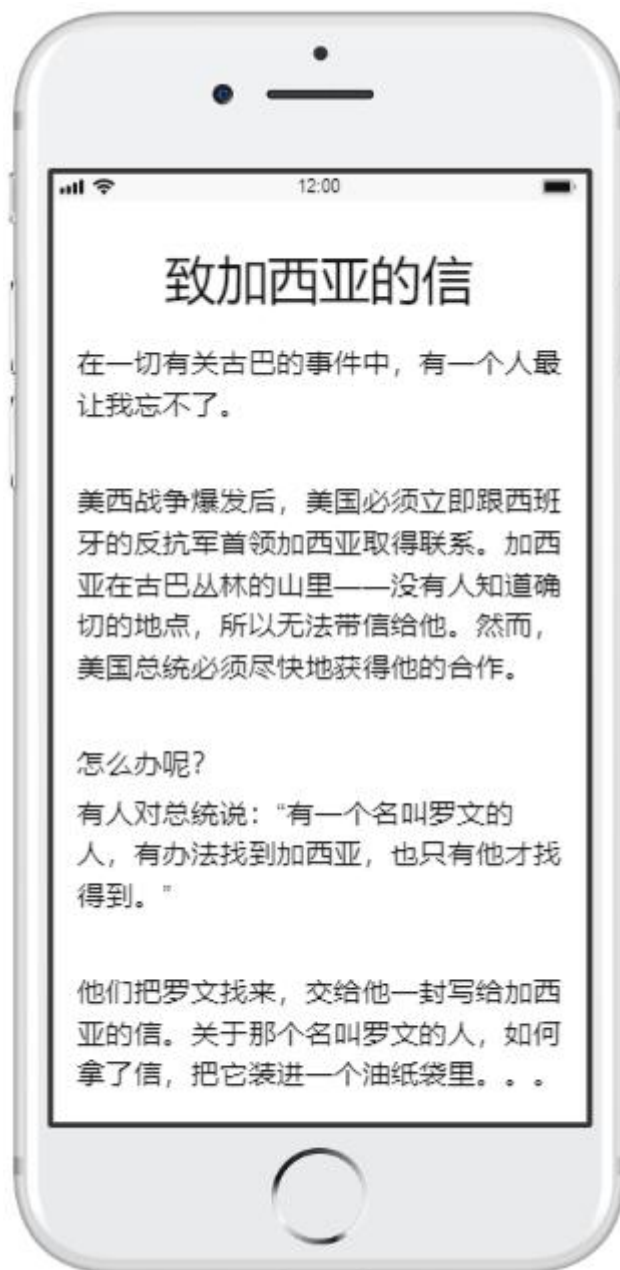 12:00
致加西亚的信
在一切有关古巴的事件中，有一个人最
让我忘不了。
美西战争爆发后，美国必须立即跟西班
牙的反抗军首领加西亚取得联系。加西
亚在古巴丛林的山里——没有人知道确
切的地点，所以无法带信给他。然而，
美国总统必须尽快地获得他的合作。
怎么办呢？
有人对总统说：“有一个名叫罗文的
人，有办法找到加西亚，也只有他才找
得到。”
他们把罗文找来，交给他一封写给加西
亚的信。关于那个名叫罗文的人，如何
拿了信，把它装进一个油纸袋里。。。